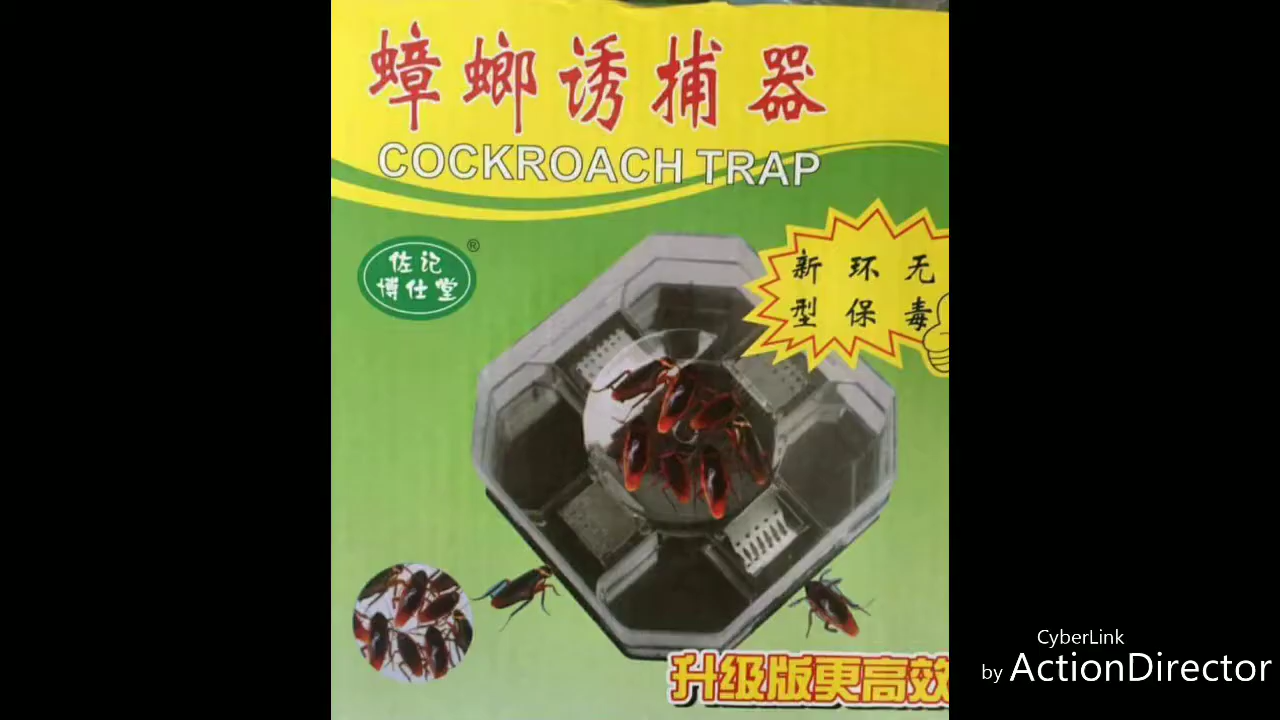 蟑螂诱捕器
COCKROACH TRAP
佐记
博仕堂
®
新 环 无
型 保 毒
升级版更高效
CyberLink
by ActionDirector